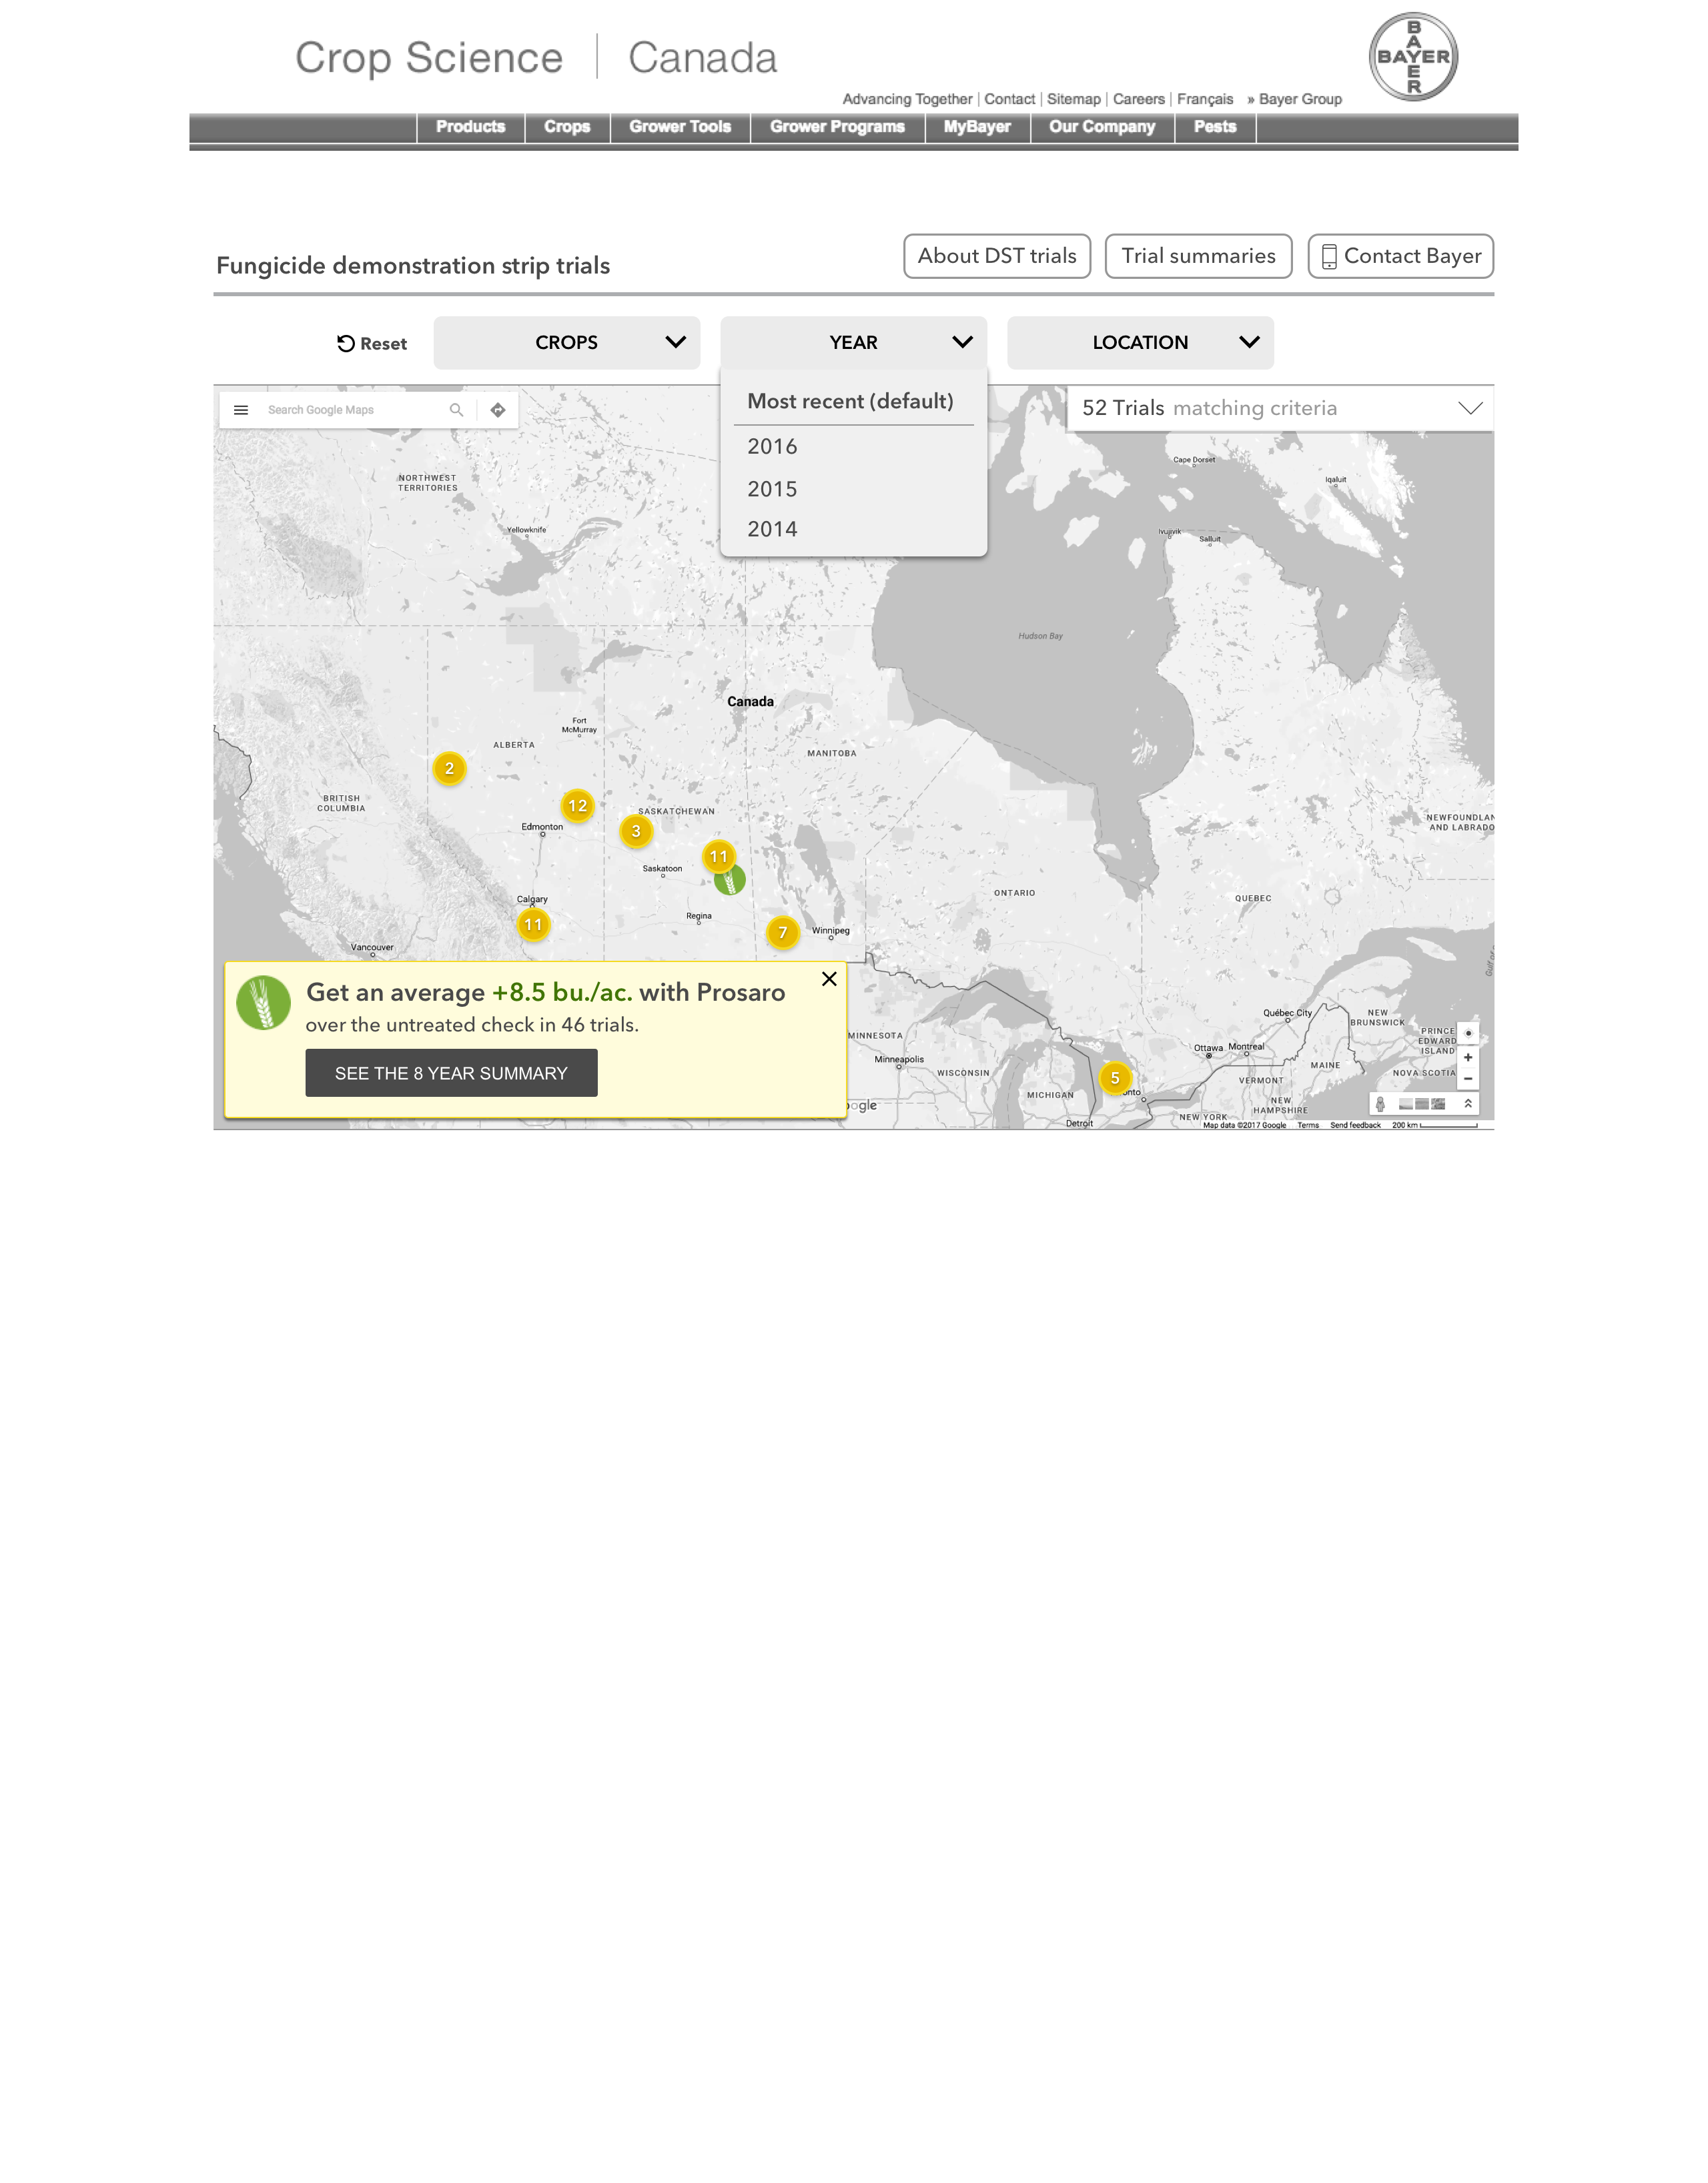 Crop Science | Canada
BAYER
BAYER
Advancing Together | Contact | Sitemap | Careers | Français » Bayer Group
Products Crops Grower Tools Grower Programs MyBayer Our Company Pests
Fungicide demonstration strip trials
About DST trials
Trial summaries
Contact Bayer
Reset
CROPS
YEAR
LOCATION
Most recent (default)
2016
2015
2014
Search Google Maps
52 Trials matching criteria
NORTHWEST
TERRITORIES
Yellowknife
Cape Dorset
Iqaluit
Ivujivik
Salluit
Hudson Bay
Canada
Fort
McMurray
ALBERTA
MANITOBA
2
BRITISH
COLUMBIA
12
SASKATCHEWAN
Edmonton
3
NEWFOUNDLAN
AND LABRADO
11
Saskatoon
ONTARIO
QUEBEC
Calgary
11
Regina
7
Winnipeg
Vancouver
Gulf of
Get an average +8.5 bu./ac. with Prosaro
over the untreated check in 46 trials.
SEE THE 8 YEAR SUMMARY
MINNESOTA
Minneapolis
WISCONSIN
MICHIGAN
Detroit
5
onto
ogle
Québec City
NEW
BRUNSWICK
PRINCE
EDWARD
ISLAND
Ottawa
Montreal
MAINE
NOVA SCOTIA
VERMONT
NEW
HAMPSHIRE
NEW YORK
Map data ©2017 Google Terms Send feedback 200 km